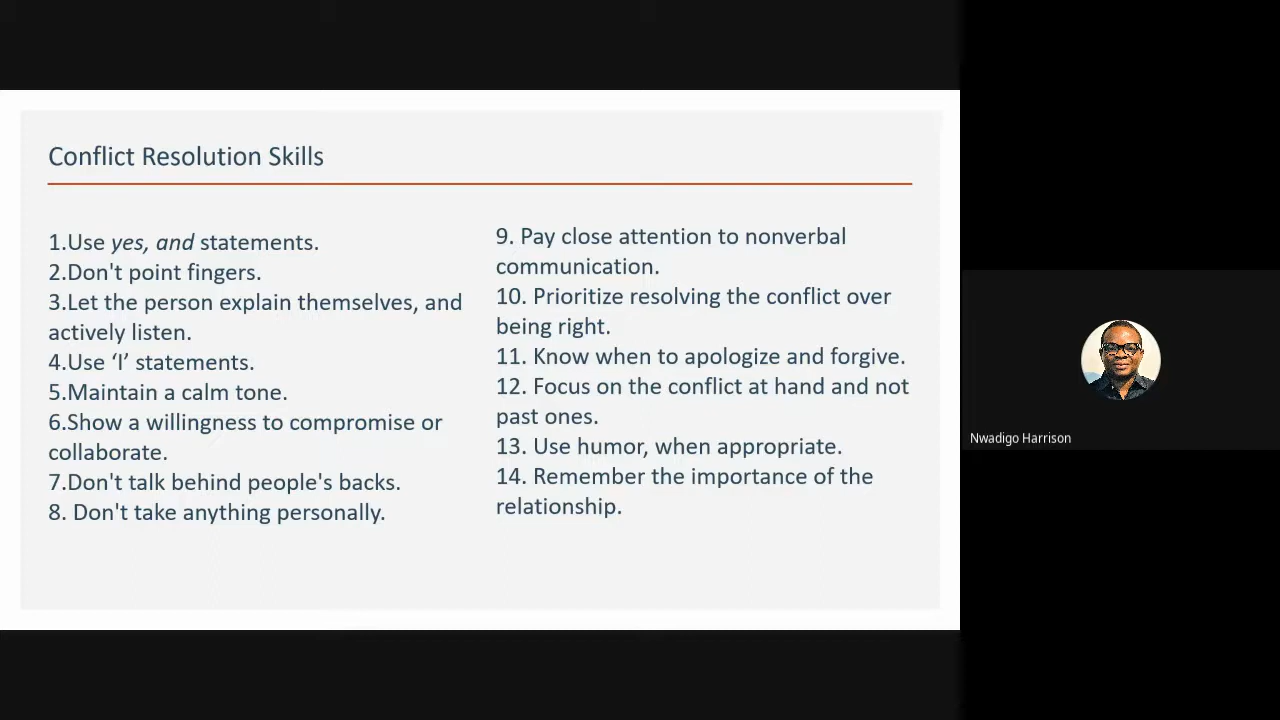 Conflict Resolution Skills
1.Use yes, and statements.
2.Don't point fingers.
3.Let the person explain themselves, and
actively listen.
4.Use ‘I’ statements.
5.Maintain a calm tone.
6.Show a willingness to compromise or
collaborate.
7.Don't talk behind people's backs.
8. Don't take anything personally.
9. Pay close attention to nonverbal
communication.
10. Prioritize resolving the conflict over
being right.
11. Know when to apologize and forgive.
12. Focus on the conflict at hand and not
past ones.
13. Use humor, when appropriate.
14. Remember the importance of the
relationship.
Nwadigo Harrison